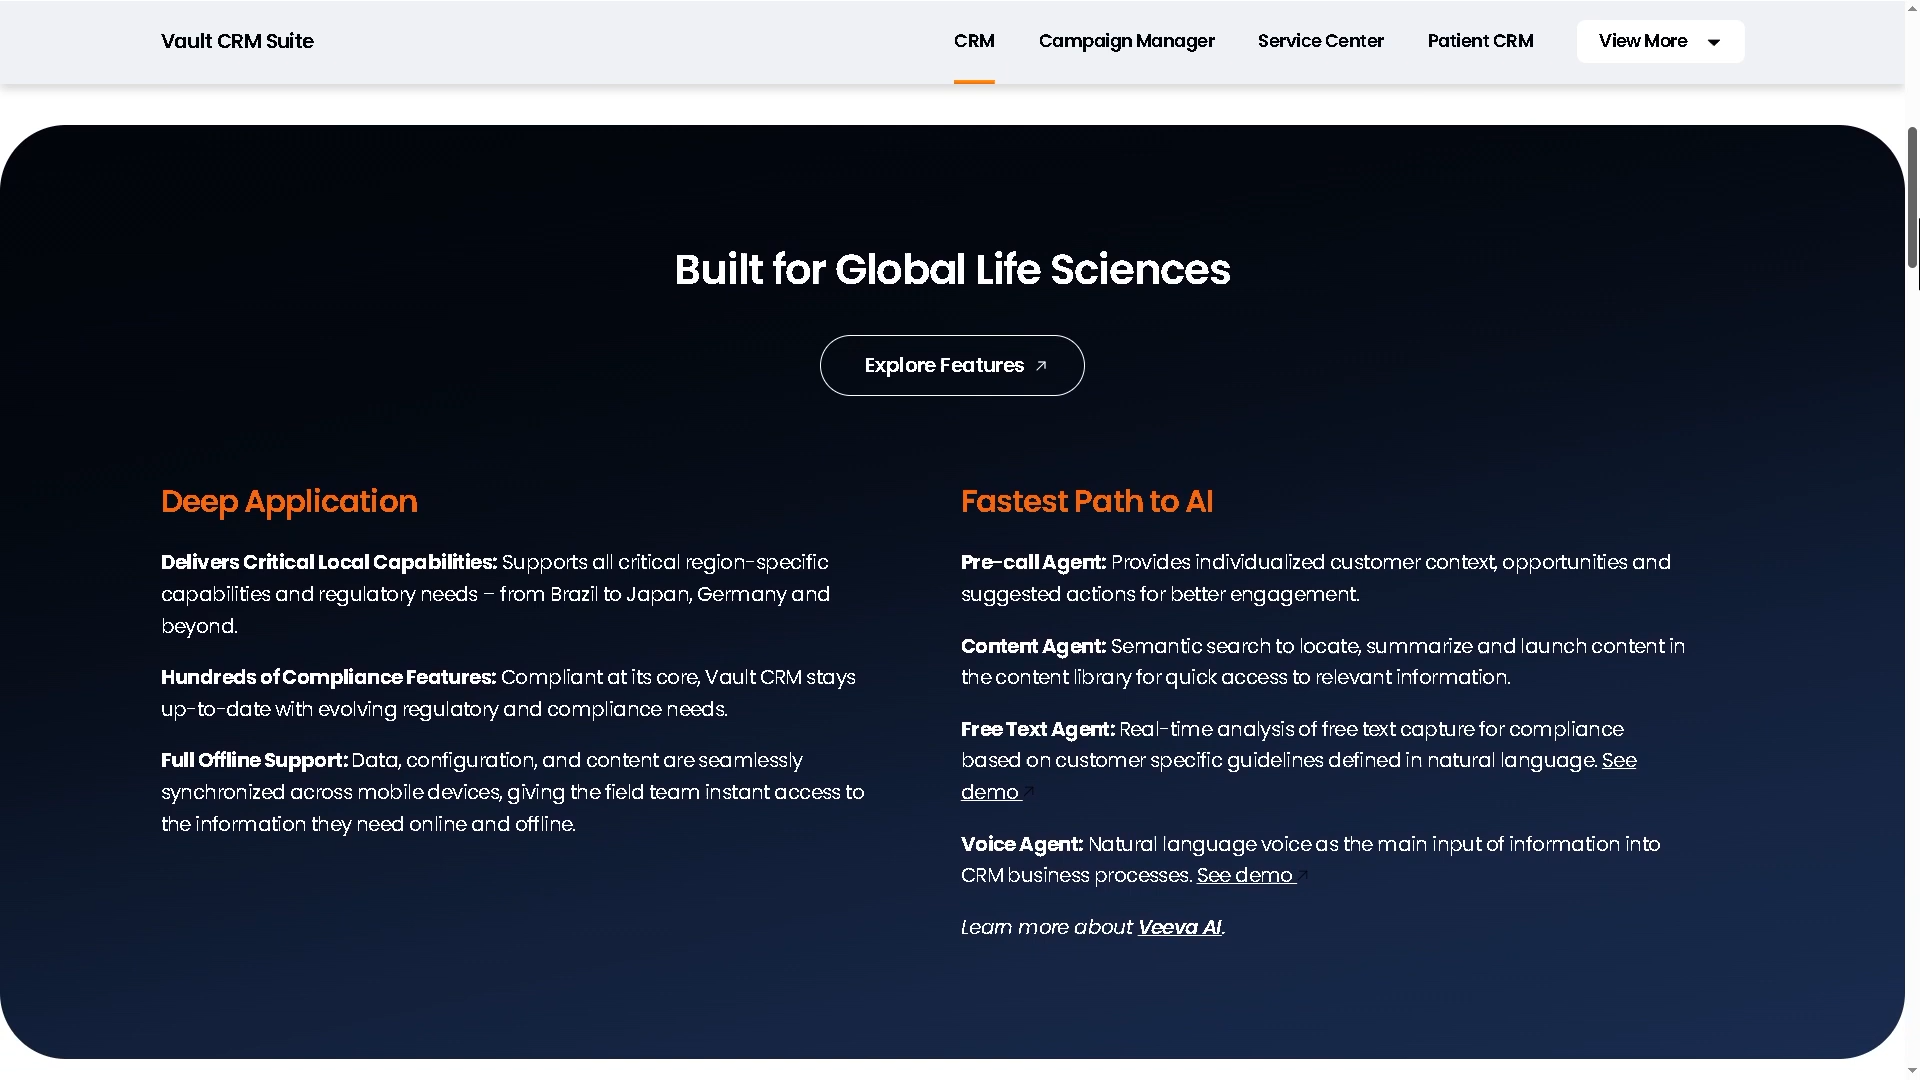 Vault CRM Suite
CRM
Campaign Manager
Service Center
Patient CRM
View More
Built for Global Life Sciences
Explore Features
Deep Application
Delivers Critical Local Capabilities: Supports all critical region-specific
capabilities and regulatory needs – from Brazil to Japan, Germany and
beyond.
Hundreds of Compliance Features: Compliant at its core, Vault CRM stays
up-to-date with evolving regulatory and compliance needs.
Full Offline Support: Data, configuration, and content are seamlessly
synchronized across mobile devices, giving the field team instant access to
the information they need online and offline.
Fastest Path to AI
Pre-call Agent: Provides individualized customer context, opportunities and
suggested actions for better engagement.
Content Agent: Semantic search to locate, summarize and launch content in
the content library for quick access to relevant information.
Free Text Agent: Real-time analysis of free text capture for compliance
based on customer specific guidelines defined in natural language. See
demo
Voice Agent: Natural language voice as the main input of information into
CRM business processes. See demo
Learn more about Veeva AI.